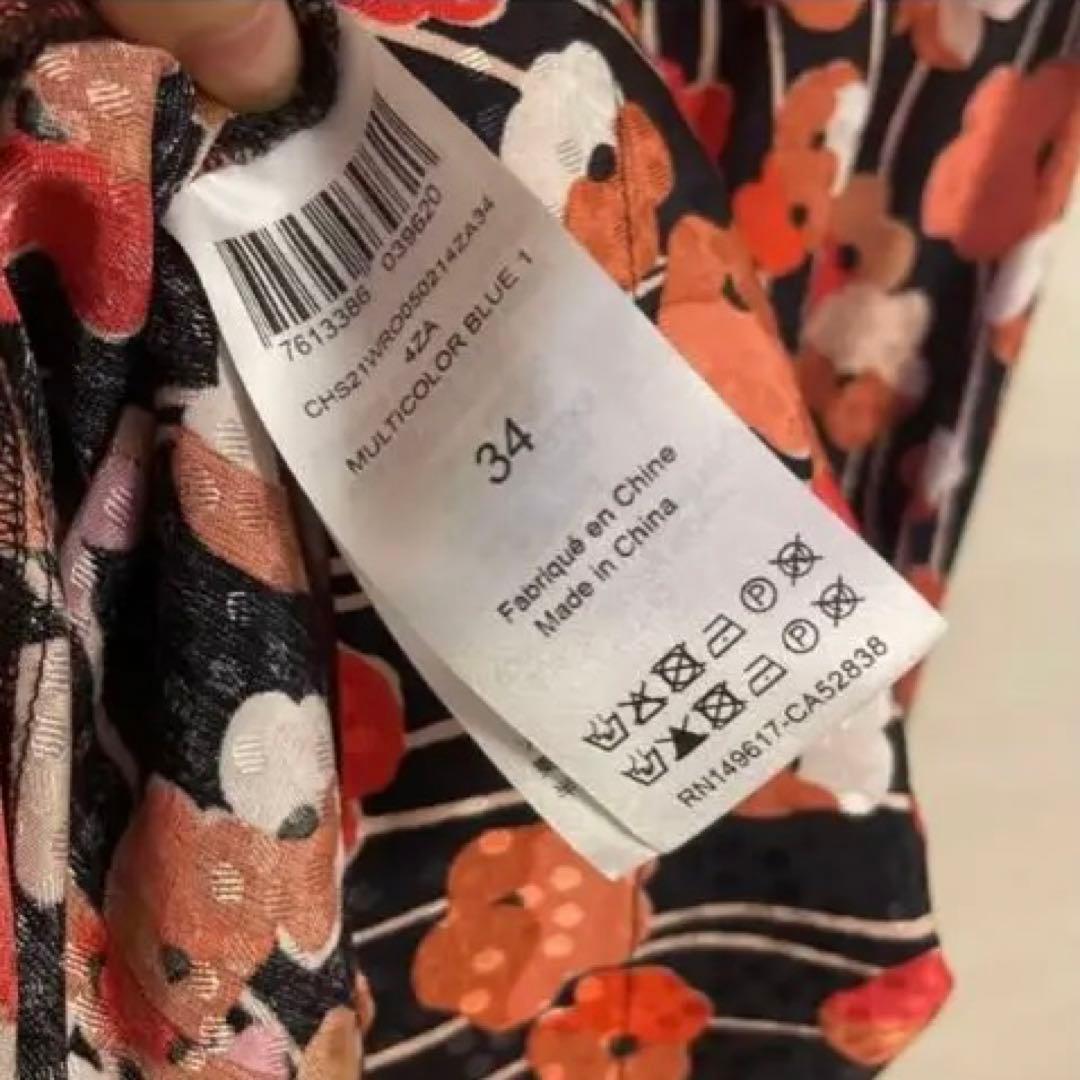 7613386 039620
CHS21WRO050214ZA34
4ZA
MULTICOLOR BLUE 1
34
Fabriqué en Chine
Made in China
P
P
RN149617-CA52838